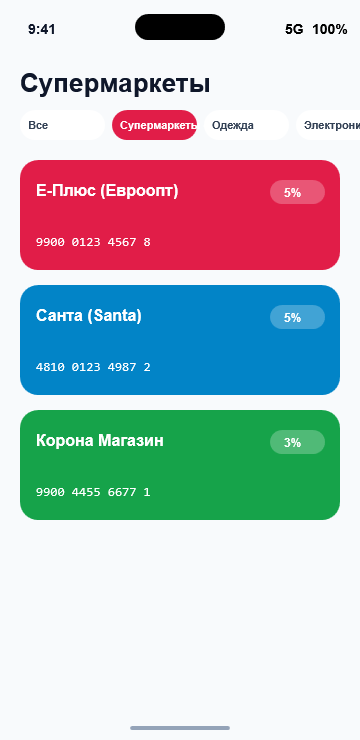 9:41 5G 100%
Супермаркеты
Все Супермаркеты Одежда Электрони
Е-Плюс (Евроопт) 5%
9900 0123 4567 8
Санта (Santa) 5%
4810 0123 4987 2
Корона Магазин 3%
9900 4455 6677 1